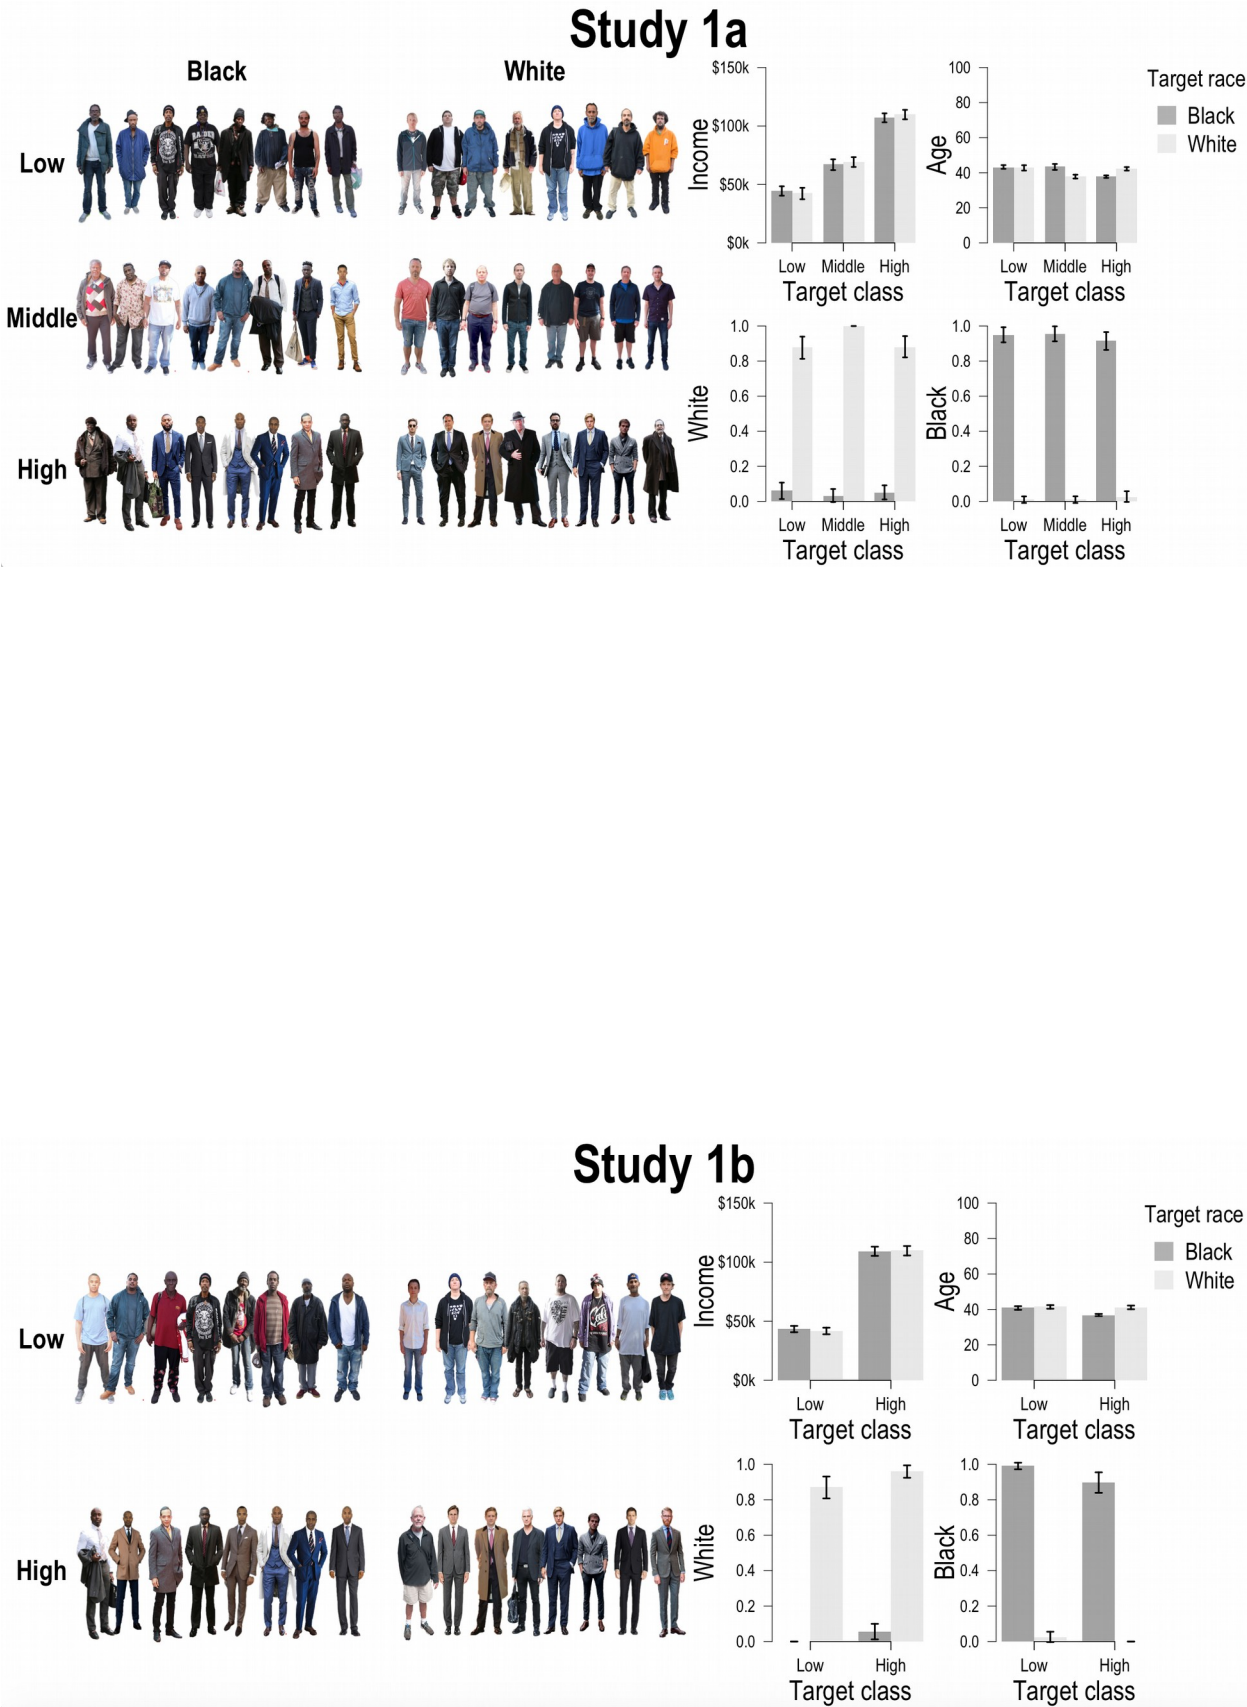 Study 1a
Black
White
Low
Middle
High
$150k
$100k
$50k
$0k
Income
Low Middle High
Target class
100
80
60
40
20
0
Age
Low Middle High
Target class
Target race
Black
White
1.0
0.8
0.6
0.4
0.2
0.0
White
Low Middle High
Target class
1.0
0.8
0.6
0.4
0.2
0.0
Black
Low Middle High
Target class
Study 1b
Low
High
$150k
$100k
$50k
$0k
Income
Low High
Target class
100
80
60
40
20
0
Age
Low High
Target class
Target race
Black
White
1.0
0.8
0.6
0.4
0.2
0.0
White
Low High
Target class
1.0
0.8
0.6
0.4
0.2
0.0
Black
Low High
Target class